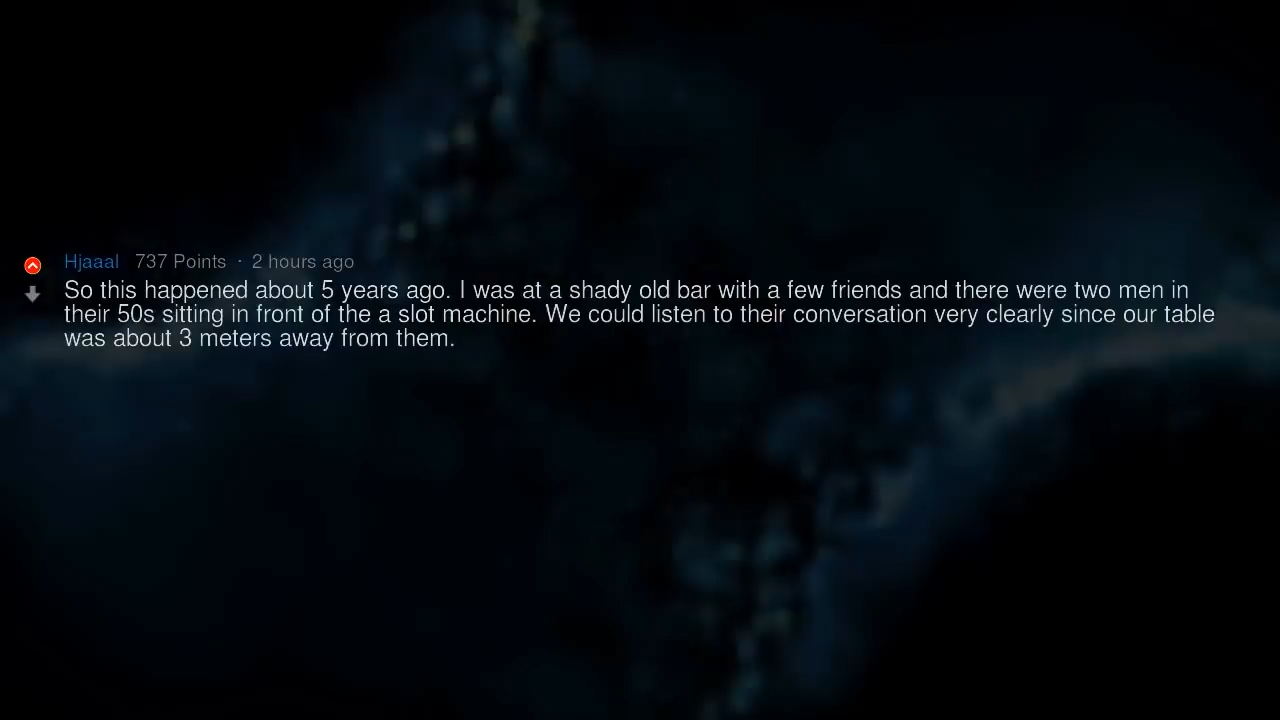 Hjaaal 737 Points · 2 hours ago
So this happened about 5 years ago. I was at a shady old bar with a few friends and there were two men in
their 50s sitting in front of the a slot machine. We could listen to their conversation very clearly since our table
was about 3 meters away from them.